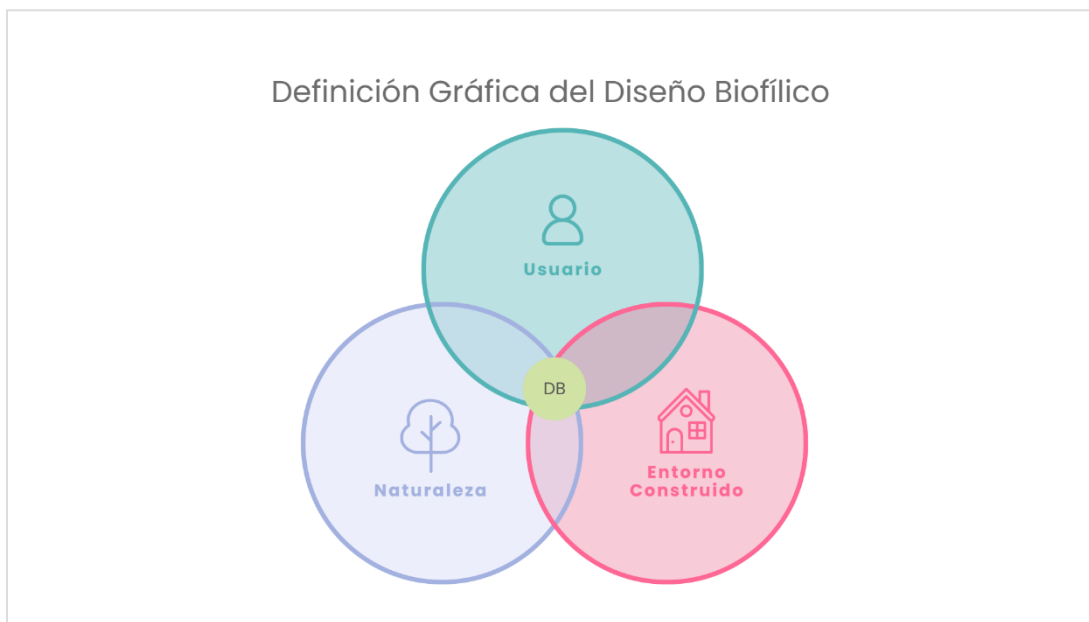 Definición Gráfica del Diseño Biofílico
Usuario
DB
Naturaleza
Entorno
Construido